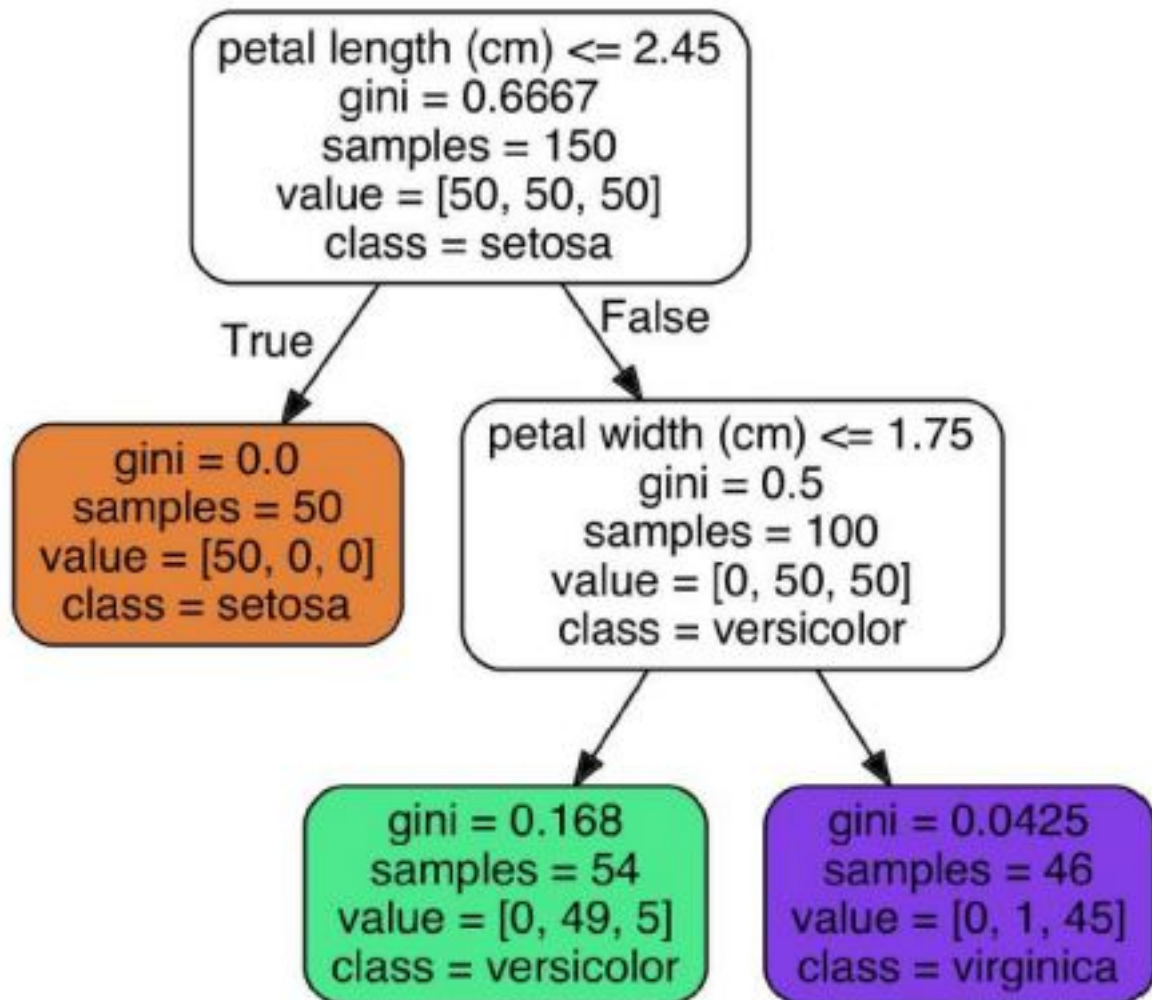 petal length (cm) <= 2.45
gini = 0.6667
samples = 150
value = [50, 50, 50]
class = setosa
True
False
gini = 0.0
samples = 50
value = [50, 0, 0]
class = setosa
petal width (cm) <= 1.75
gini = 0.5
samples = 100
value = [0, 50, 50]
class = versicolor
gini = 0.168
samples = 54
value = [0, 49, 5]
class = versicolor
gini = 0.0425
samples = 46
value = [0, 1, 45]
class = virginica